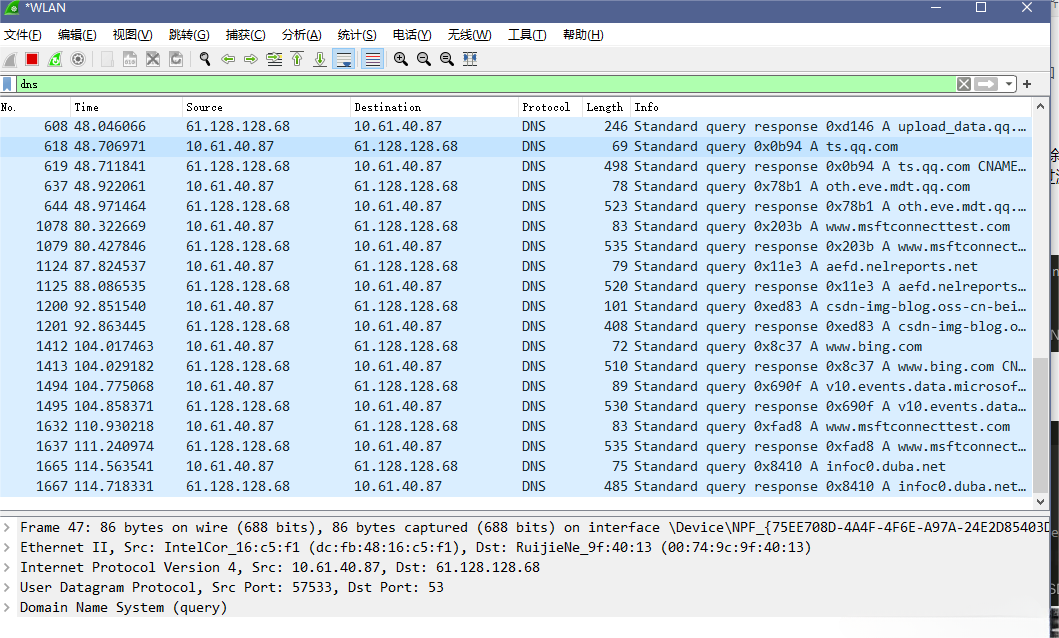 *WLAN
文件(F) 编辑(E) 视图(V) 跳转(G) 捕获(C) 分析(A) 统计(S) 电话(Y) 无线(W) 工具(T) 帮助(H)
dns
No. Time Source Destination Protocol Length Info
608 48.046066 61.128.128.68 10.61.40.87 DNS 246 Standard query response 0xd146 A upload_data.qq.…
618 48.706971 10.61.40.87 61.128.128.68 DNS 69 Standard query 0x0b94 A ts.qq.com
619 48.711841 61.128.128.68 10.61.40.87 DNS 498 Standard query response 0x0b94 A ts.qq.com CNAME…
637 48.922061 10.61.40.87 61.128.128.68 DNS 78 Standard query 0x78b1 A oth.eve.mdt.qq.com
644 48.971464 61.128.128.68 10.61.40.87 DNS 523 Standard query response 0x78b1 A oth.eve.mdt.qq.…
1078 80.322669 10.61.40.87 61.128.128.68 DNS 83 Standard query 0x203b A www.msftconnecttest.com
1079 80.427846 61.128.128.68 10.61.40.87 DNS 535 Standard query response 0x203b A www.msftconnect…
1124 87.824537 10.61.40.87 61.128.128.68 DNS 79 Standard query 0x11e3 A aefd.nelreports.net
1125 88.086535 61.128.128.68 10.61.40.87 DNS 520 Standard query response 0x11e3 A aefd.nelreports…
1200 92.851540 10.61.40.87 61.128.128.68 DNS 101 Standard query 0xed83 A csdn-img-blog.oss-cn-bei…
1201 92.863445 61.128.128.68 10.61.40.87 DNS 408 Standard query response 0xed83 A csdn-img-blog.o…
1412 104.017463 10.61.40.87 61.128.128.68 DNS 72 Standard query 0x8c37 A www.bing.com
1413 104.029182 61.128.128.68 10.61.40.87 DNS 510 Standard query response 0x8c37 A www.bing.com CN…
1494 104.775068 10.61.40.87 61.128.128.68 DNS 89 Standard query 0x690f A v10.events.data.microsof…
1495 104.858371 61.128.128.68 10.61.40.87 DNS 530 Standard query response 0x690f A v10.events.data…
1632 110.930218 10.61.40.87 61.128.128.68 DNS 83 Standard query 0xfad8 A www.msftconnecttest.com
1637 111.240974 61.128.128.68 10.61.40.87 DNS 535 Standard query response 0xfad8 A www.msftconnect…
1665 114.563541 10.61.40.87 61.128.128.68 DNS 75 Standard query 0x8410 A infoc0.duba.net
1667 114.718331 61.128.128.68 10.61.40.87 DNS 485 Standard query response 0x8410 A infoc0.duba.net…
Frame 47: 86 bytes on wire (688 bits), 86 bytes captured (688 bits) on interface \Device\NPF_{75EE708D-4A4F-4F6E-A97A-24E2D85403D
Ethernet II, Src: IntelCor_16:c5:f1 (dc:fb:48:16:c5:f1), Dst: RuijieNe_9f:40:13 (00:74:9c:9f:40:13)
Internet Protocol Version 4, Src: 10.61.40.87, Dst: 61.128.128.68
User Datagram Protocol, Src Port: 57533, Dst Port: 53
Domain Name System (query)